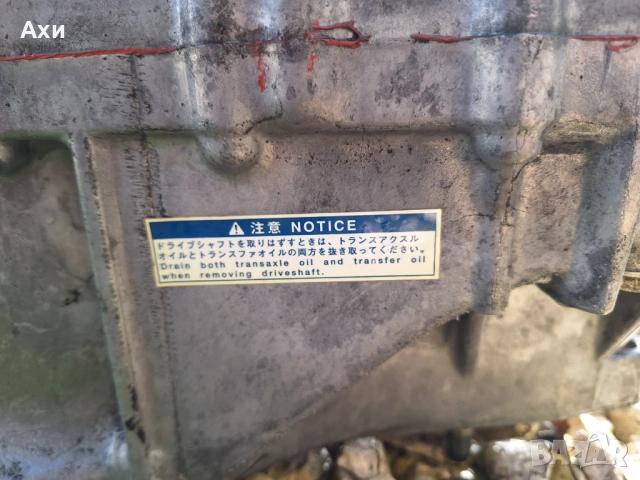 Ахи
⚠ 注意 NOTICE
ドライブシャフトを取りはずすときは、トランスアクスル
オイルとトランスファオイルの両方を抜き取ってください。
Drain both transaxle oil and transfer oil
when removing driveshaft.
BAZAR